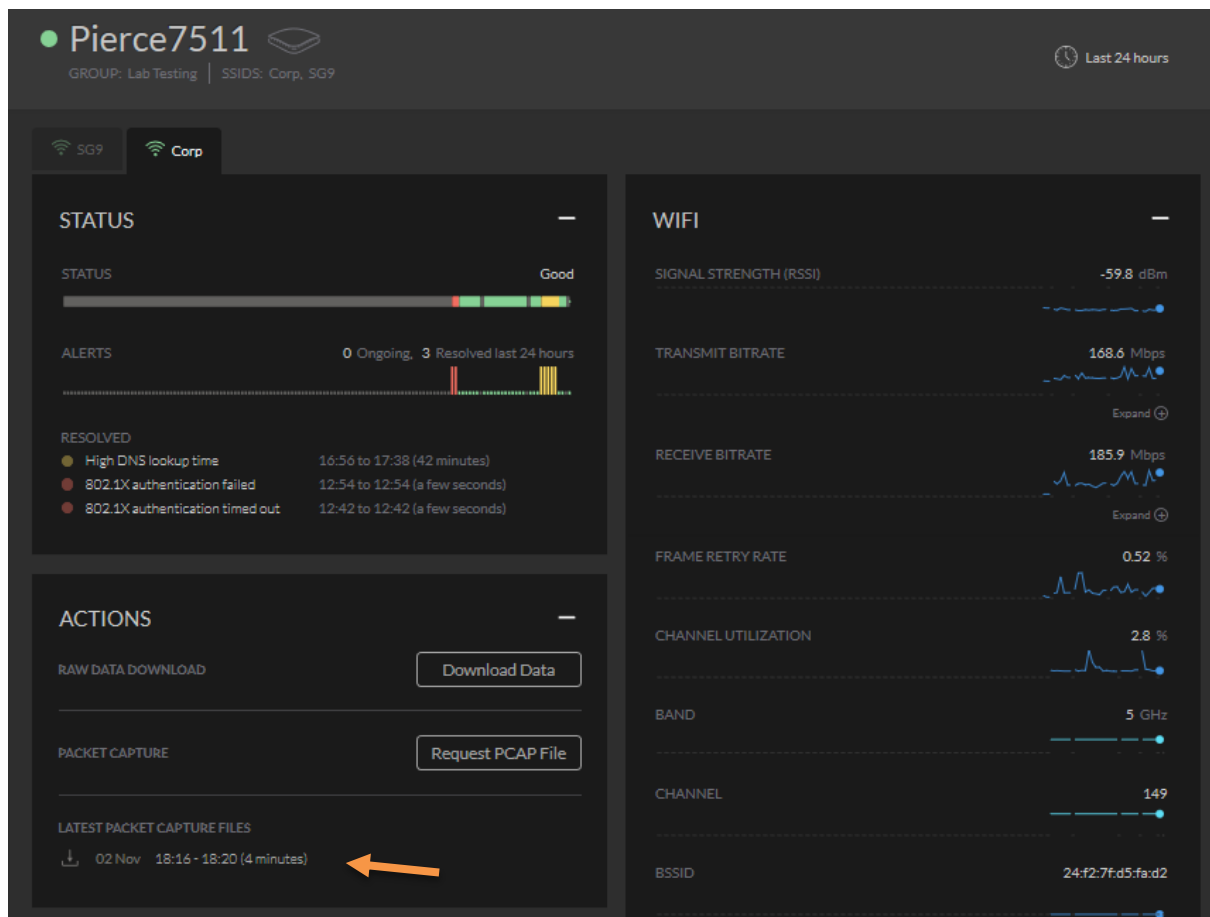 Pierce7511
GROUP: Lab Testing | SSIDS: Corp, SG9
Last 24 hours
SG9
Corp
STATUS
STATUS
Good
ALERTS
0 Ongoing, 3 Resolved last 24 hours
RESOLVED
High DNS lookup time 16:56 to 17:38 (42 minutes)
802.1X authentication failed 12:54 to 12:54 (a few seconds)
802.1X authentication timed out 12:42 to 12:42 (a few seconds)
ACTIONS
RAW DATA DOWNLOAD
Download Data
PACKET CAPTURE
Request PCAP File
LATEST PACKET CAPTURE FILES
02 Nov 18:16 - 18:20 (4 minutes)
WIFI
SIGNAL STRENGTH (RSSI) -59.8 dBm
TRANSMIT BITRATE 168.6 Mbps
Expand
RECEIVE BITRATE 185.9 Mbps
Expand
FRAME RETRY RATE 0.52 %
CHANNEL UTILIZATION 2.8 %
BAND 5 GHz
CHANNEL 149
BSSID 24:f2:7f:d5:fa:d2